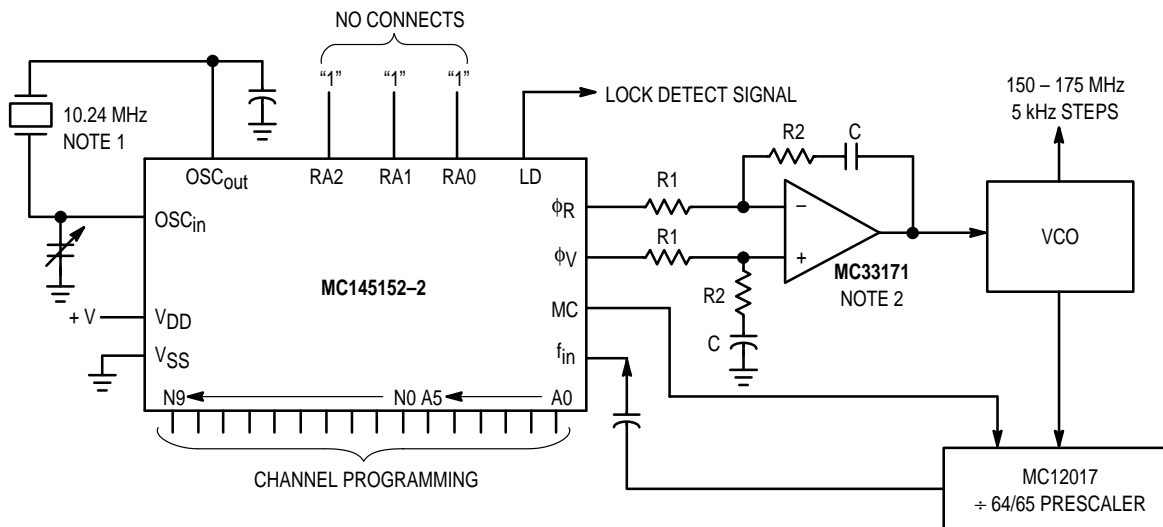 NO CONNECTS
“1” “1” “1”
LOCK DETECT SIGNAL
150 – 175 MHz
5 kHz STEPS
10.24 MHz
NOTE 1
R2 C
OSCout RA2 RA1 RA0 LD
R1
ϕR
OSCin
–
VCO
R1
ϕV
+
MC33171
NOTE 2
MC145152–2
R2
MC
+ V VDD
C
fin
VSS
N9 N0 A5 A0
CHANNEL PROGRAMMING
MC12017
÷ 64/65 PRESCALER